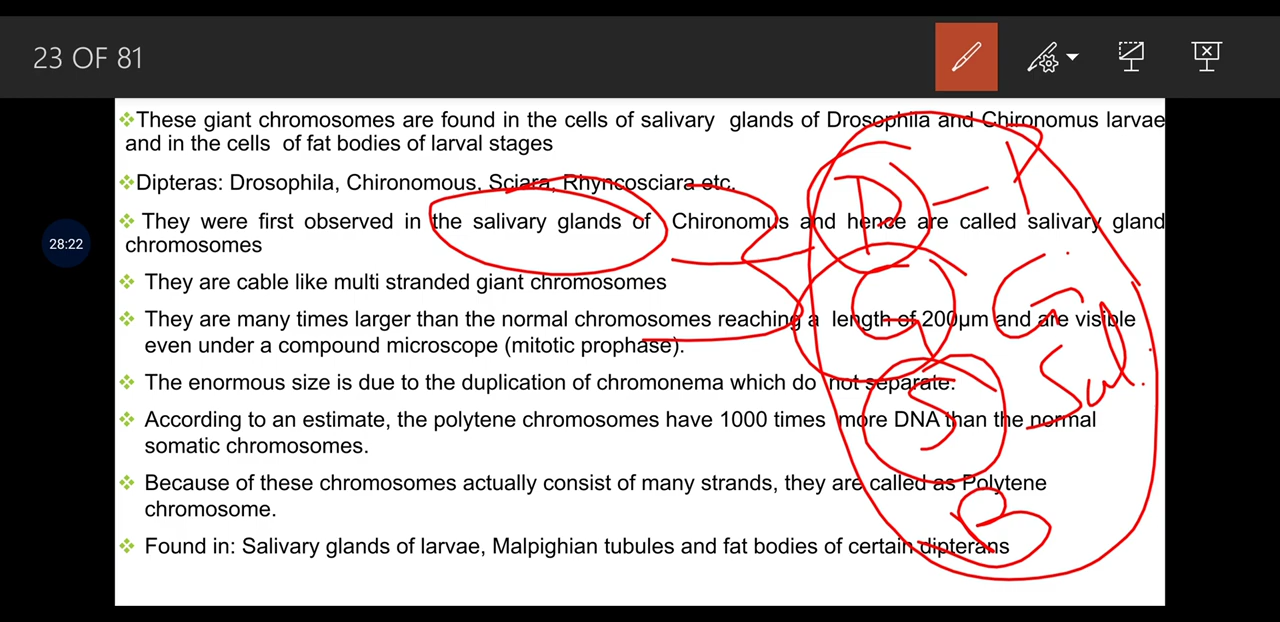 23 OF 81
❖These giant chromosomes are found in the cells of salivary glands of Drosophila and Chironomus larvae
and in the cells of fat bodies of larval stages
❖Dipteras: Drosophila, Chironomous, Sciara, Rhyncosciara etc.
❖ They were first observed in the salivary glands of Chironomus and hence are called salivary gland
chromosomes
28:22
❖ They are cable like multi stranded giant chromosomes
❖ They are many times larger than the normal chromosomes reaching a length of 200µm and are visible
even under a compound microscope (mitotic prophase).
❖ The enormous size is due to the duplication of chromonema which do not separate.
❖ According to an estimate, the polytene chromosomes have 1000 times more DNA than the normal
somatic chromosomes.
❖ Because of these chromosomes actually consist of many strands, they are called as Polytene
chromosome.
❖ Found in: Salivary glands of larvae, Malpighian tubules and fat bodies of certain dipterans
P
G
Sal.
S
B